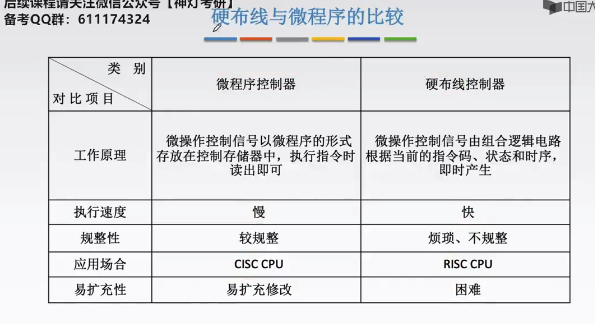 后续课程请关注微信公众号【神灯考研】
备考QQ群：611174324
中国大
硬布线与微程序的比较
类 别
对比项目
微程序控制器
硬布线控制器
工作原理
微操作控制信号以微程序的形式
存放在控制存储器中，执行指令时
读出即可
微操作控制信号由组合逻辑电路
根据当前的指令码、状态和时序，
即时产生
执行速度
慢
快
规整性
较规整
烦琐、不规整
应用场合
CISC CPU
RISC CPU
易扩充性
易扩充修改
困难